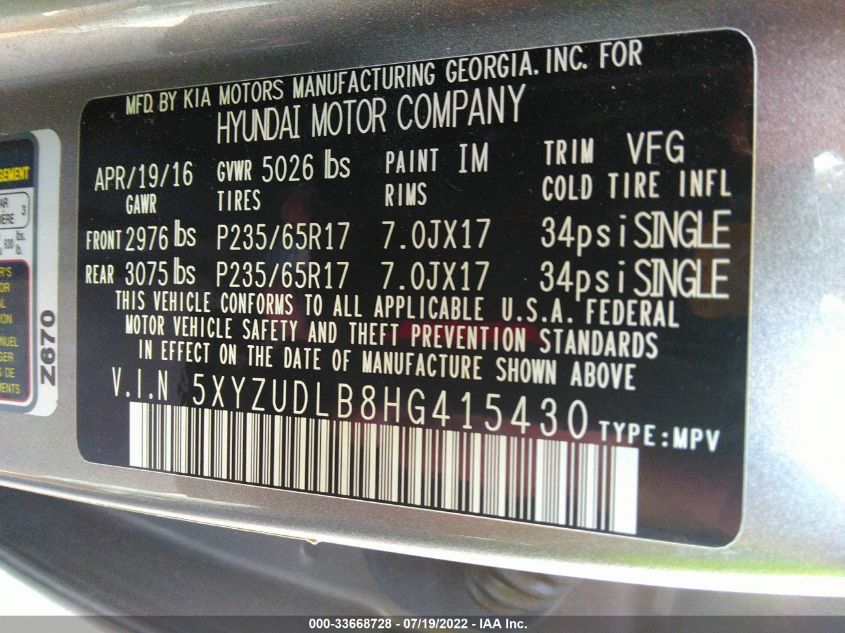 MFD. BY KIA MOTORS MANUFACTURING GEORGIA, INC. FOR
HYUNDAI MOTOR COMPANY
APR/19/16 GVWR 5026 lbs PAINT IM TRIM VFG
GAWR TIRES RIMS COLD TIRE INFL
FRONT 2976 lbs P235/65R17 7.0JX17 34psi SINGLE
REAR 3075 lbs P235/65R17 7.0JX17 34psi SINGLE
THIS VEHICLE CONFORMS TO ALL APPLICABLE U.S.A. FEDERAL
MOTOR VEHICLE SAFETY AND THEFT PREVENTION STANDARDS
IN EFFECT ON THE DATE OF MANUFACTURE SHOWN ABOVE
V.I.N 5XYZUDLB8HG415430 TYPE:MPV
Z670
3
lbs.
000-33668728 - 07/19/2022 - IAA Inc.